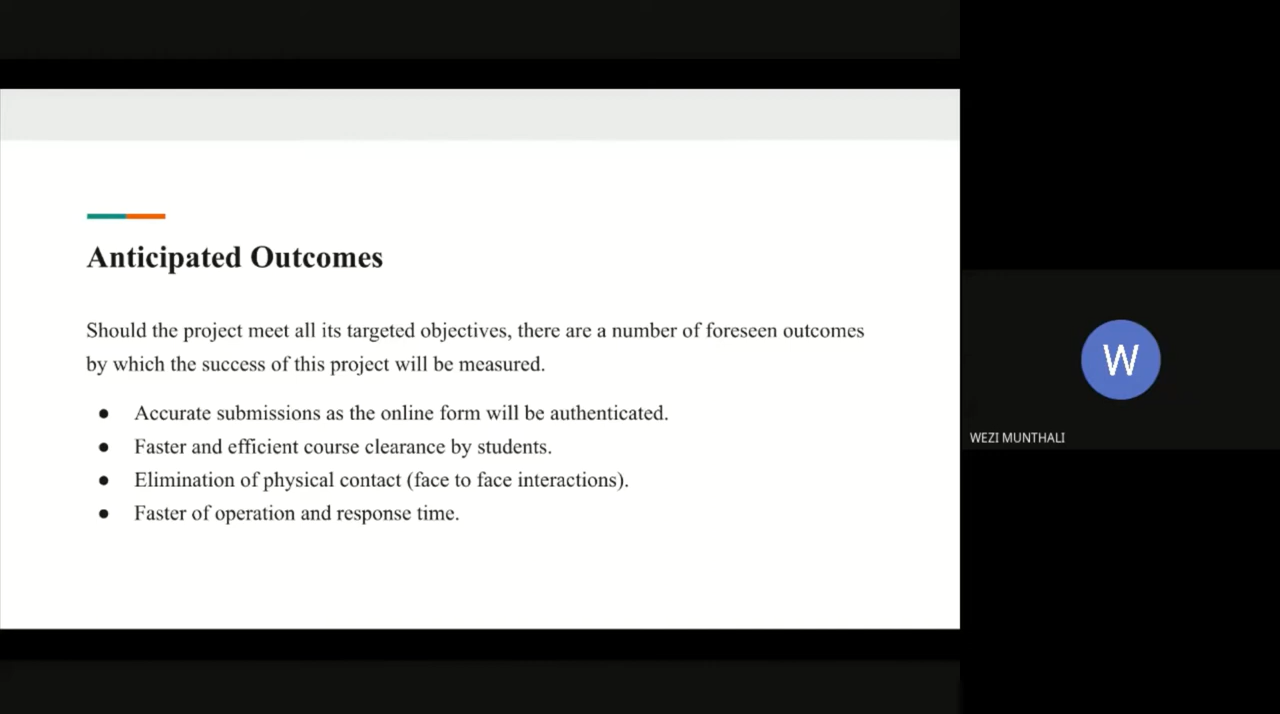 Anticipated Outcomes
Should the project meet all its targeted objectives, there are a number of foreseen outcomes
by which the success of this project will be measured.
● Accurate submissions as the online form will be authenticated.
● Faster and efficient course clearance by students.
● Elimination of physical contact (face to face interactions).
● Faster of operation and response time.
W
WEZI MUNTHALI